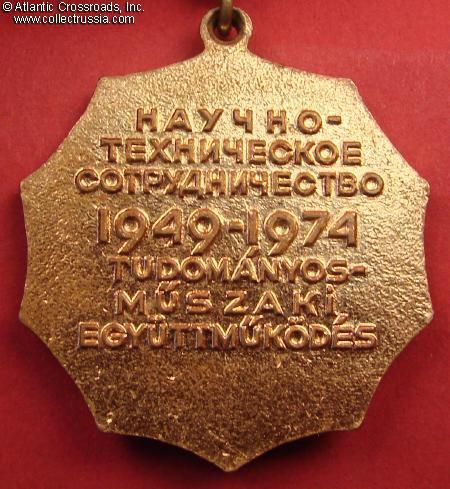 © Atlantic Crossroads, Inc.
www.collectrussia.com
НАУЧНО-
ТЕХНИЧЕСКОЕ
СОТРУДНИЧЕСТВО
1949-1974
TUDOMÁNYOS-
MŰSZAKI
EGYÜTTMŰKÖDÉS